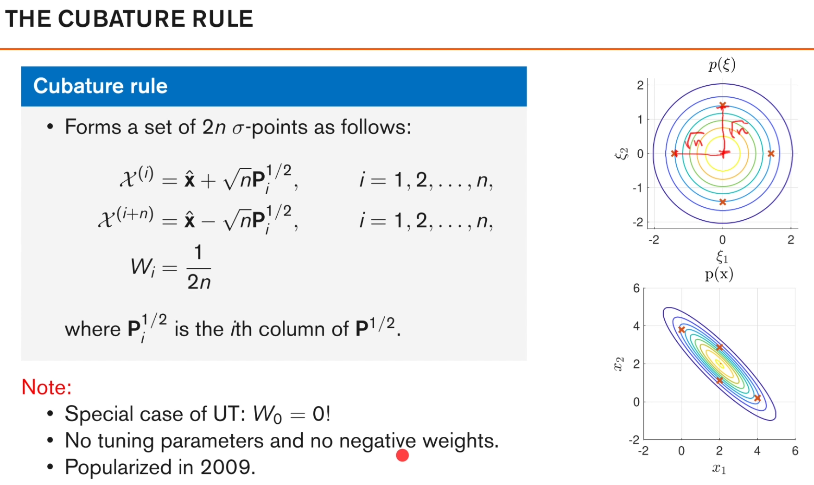 THE CUBATURE RULE
Cubature rule
• Forms a set of 2n σ-points as follows:
𝒳^(i) = x̂ + √n P_i^{1/2}, i = 1, 2, . . . , n,
𝒳^(i+n) = x̂ − √n P_i^{1/2}, i = 1, 2, . . . , n,
W_i = 1/2n
where P_i^{1/2} is the ith column of P^{1/2}.
Note:
• Special case of UT: W_0 = 0!
• No tuning parameters and no negative weights.
• Popularized in 2009.
p(ξ)
2
1
0
-1
-2
ξ_2
√n
√n
-2 0 2
ξ_1
p(x)
6
4
2
0
-2
x_2
-2 0 2 4 6
x_1